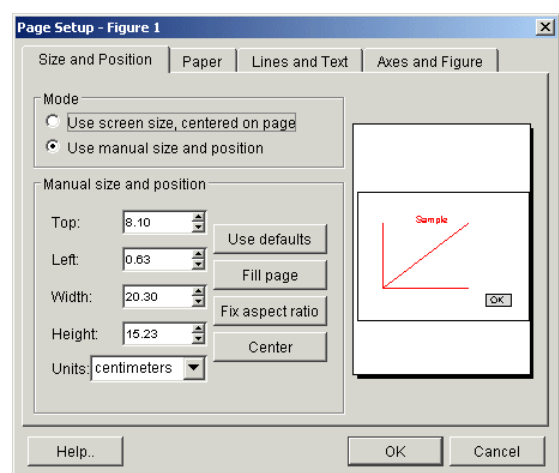 Page Setup - Figure 1
Size and Position Paper Lines and Text Axes and Figure
Mode
Use screen size, centered on page
Use manual size and position
Manual size and position
Top: 8.10
Left: 0.63
Width: 20.30
Height: 15.23
Units: centimeters
Use defaults
Fill page
Fix aspect ratio
Center
Sample
OK
Help.. OK Cancel